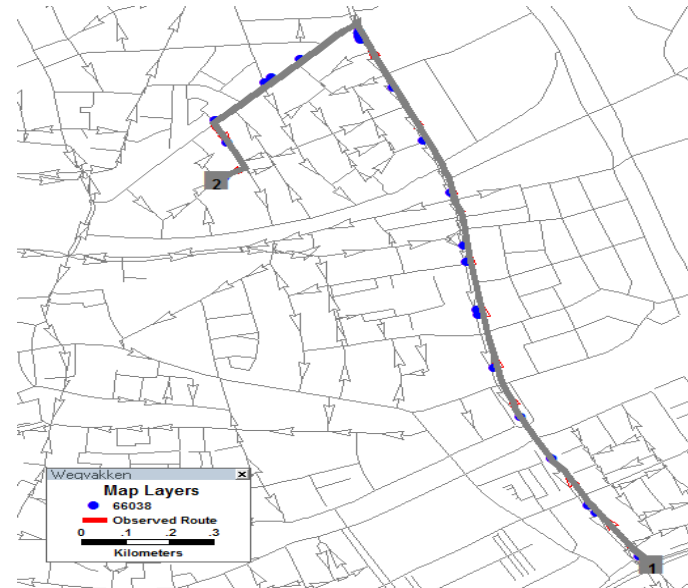 2
1
Wegvakken
Map Layers
66038
Observed Route
0 .1 .2 .3
Kilometers